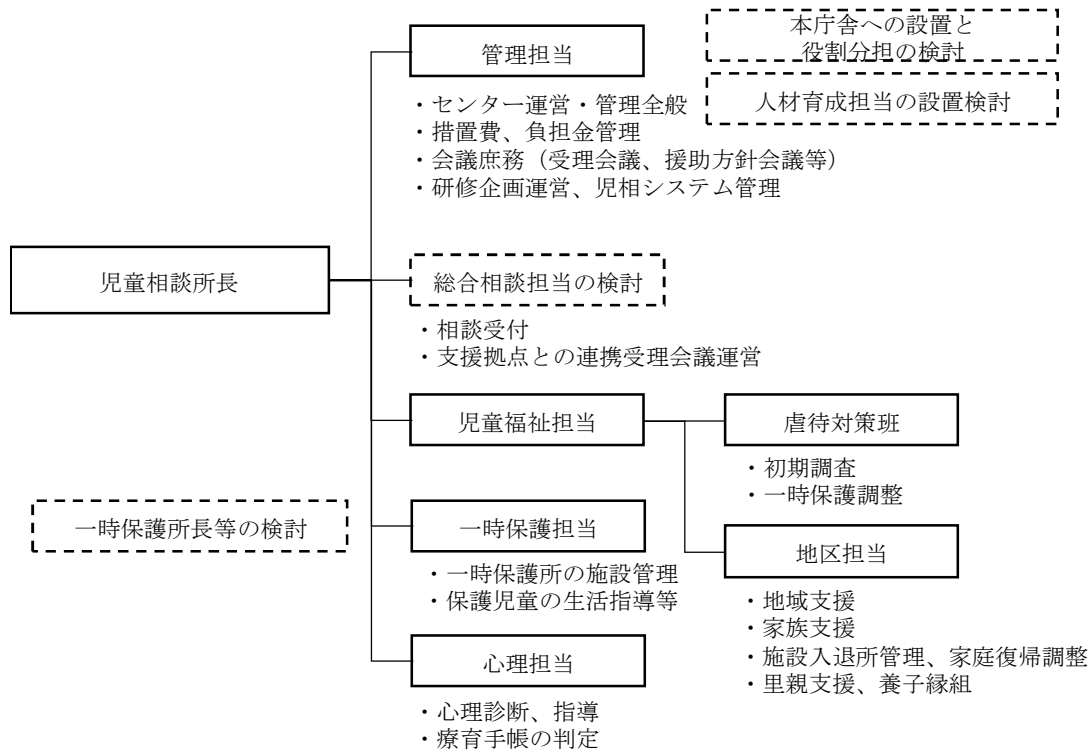 管理担当
・センター運営・管理全般
・措置費、負担金管理
・会議庶務（受理会議、援助方針会議等）
・研修企画運営、児相システム管理
本庁舎への設置と
役割分担の検討
人材育成担当の設置検討
児童相談所長
総合相談担当の検討
・相談受付
・支援拠点との連携受理会議運営
児童福祉担当
虐待対策班
・初期調査
・一時保護調整
地区担当
・地域支援
・家族支援
・施設入退所管理、家庭復帰調整
・里親支援、養子縁組
一時保護所長等の検討
一時保護担当
・一時保護所の施設管理
・保護児童の生活指導等
心理担当
・心理診断、指導
・療育手帳の判定